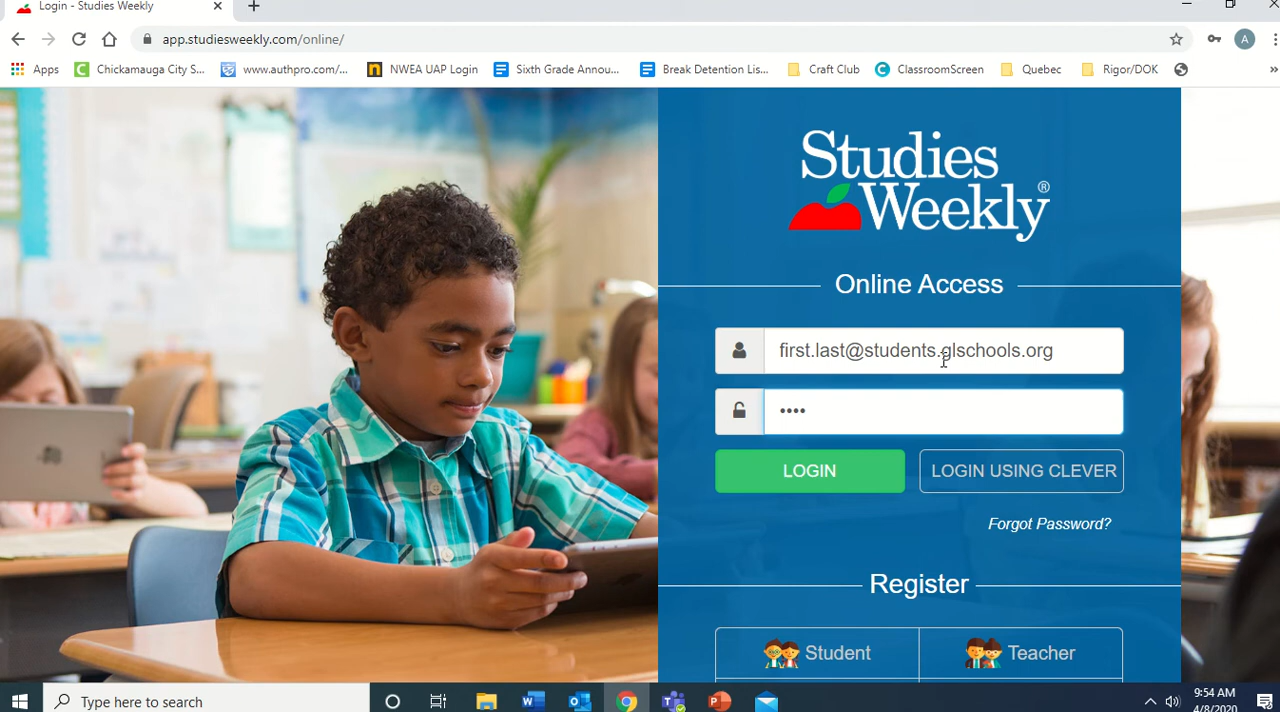 Login - Studies Weekly
app.studiesweekly.com/online/
A
Apps
Chickamauga City S...
www.authpro.com/...
NWEA UAP Login
Sixth Grade Annou...
Break Detention Lis...
Craft Club
ClassroomScreen
Quebec
Rigor/DOK
»
Studies
Weekly®
Online Access
first.last@students.glschools.org
••••
LOGIN
LOGIN USING CLEVER
Forgot Password?
Register
Student
Teacher
Type here to search
9:54 AM
4/8/2020